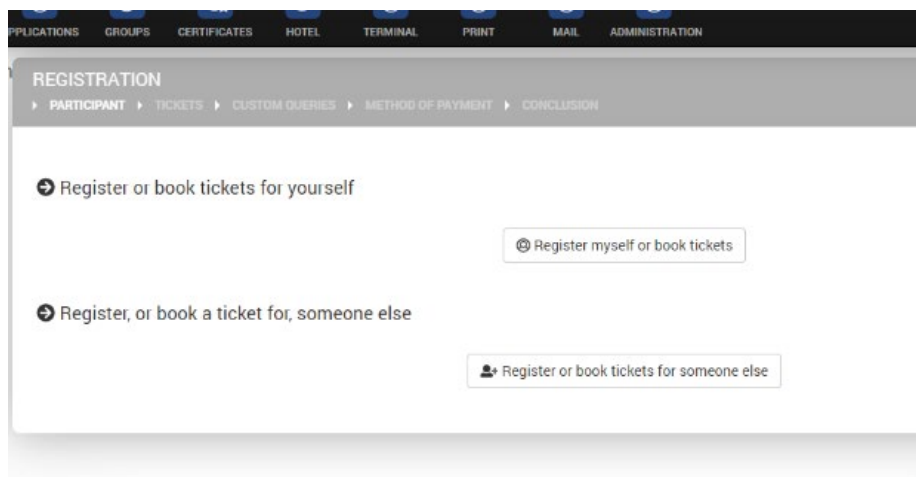 PPLICATIONS GROUPS CERTIFICATES HOTEL TERMINAL PRINT MAIL ADMINISTRATION
REGISTRATION
PARTICIPANT TICKETS CUSTOM QUERIES METHOD OF PAYMENT CONCLUSION
Register or book tickets for yourself
Register myself or book tickets
Register, or book a ticket for, someone else
Register or book tickets for someone else